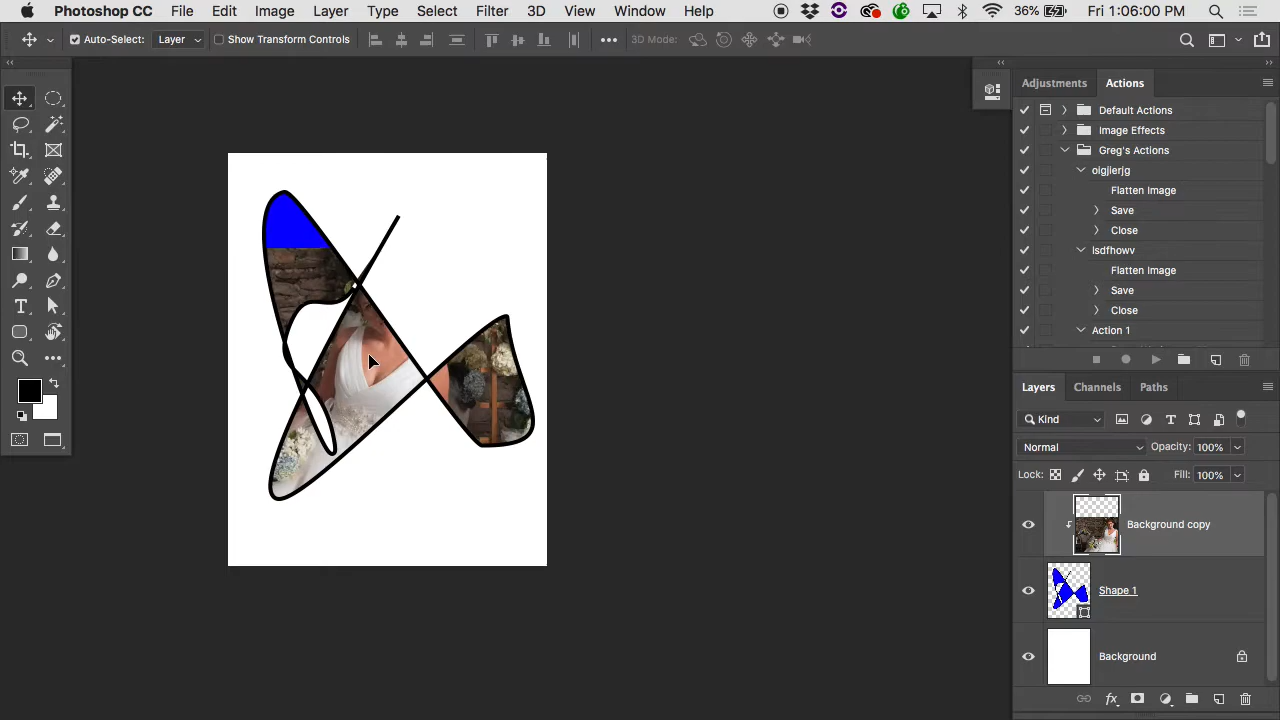 Photoshop CC File Edit Image Layer Type Select Filter 3D View Window Help 36% Fri 1:06:00 PM
Auto-Select: Layer Show Transform Controls 3D Mode:
Adjustments Actions
Default Actions
Image Effects
Greg's Actions
olgjlerjg
Flatten Image
Save
Close
lsdfhowv
Flatten Image
Save
Close
Action 1
Layers Channels Paths
Kind
Normal Opacity: 100%
Lock: Fill: 100%
Background copy
Shape 1
Background